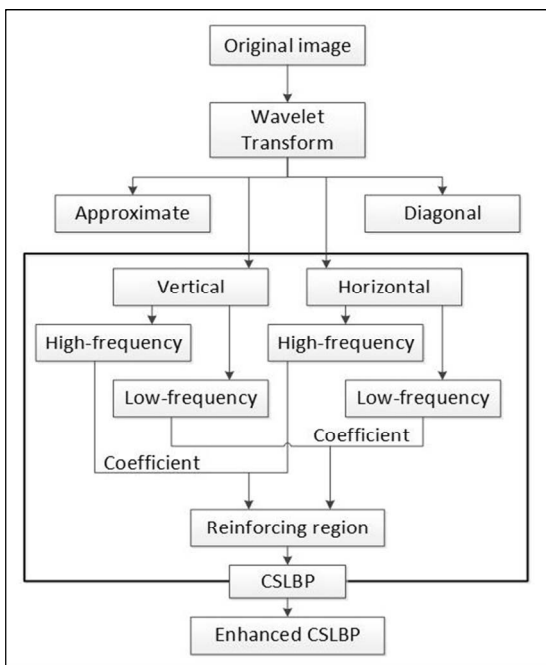 Original image
Wavelet
Transform
Approximate
Diagonal
Vertical
Horizontal
High-frequency
High-frequency
Low-frequency
Low-frequency
Coefficient
Coefficient
Reinforcing region
CSLBP
Enhanced CSLBP